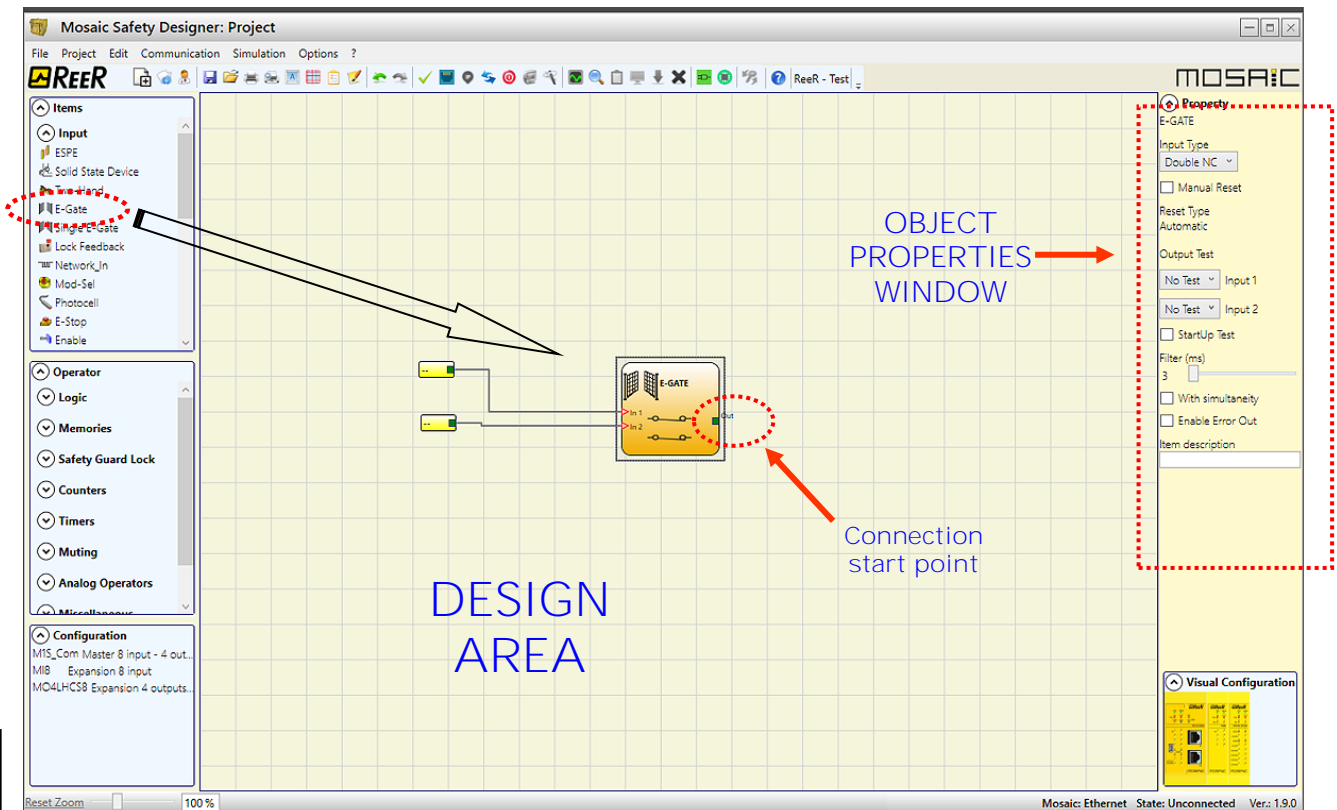 Mosaic Safety Designer: Project
File Project Edit Communication Simulation Options ?
REER
ReeR - Test
MOSAIC
Items
Input
ESPE
Solid State Device
Two-Hand
E-Gate
Single E-Gate
Lock Feedback
Network_In
Mod-Sel
Photocell
E-Stop
Enable
Operator
Logic
Memories
Safety Guard Lock
Counters
Timers
Muting
Analog Operators
Miscellaneous
Configuration
M1S_Com Master 8 input - 4 out...
MI8 Expansion 8 input
MO4LHCS8 Expansion 4 outputs...
Reset Zoom
100 %
--
--
E-GATE
In 1
In 2
Out
OBJECT
PROPERTIES
WINDOW
Connection
start point
DESIGN
AREA
Property
E-GATE
Input Type
Double NC
Manual Reset
Reset Type
Automatic
Output Test
No Test Input 1
No Test Input 2
StartUp Test
Filter (ms)
3
With simultaneity
Enable Error Out
Item description
Visual Configuration
Mosaic: Ethernet State: Unconnected Ver.: 1.9.0